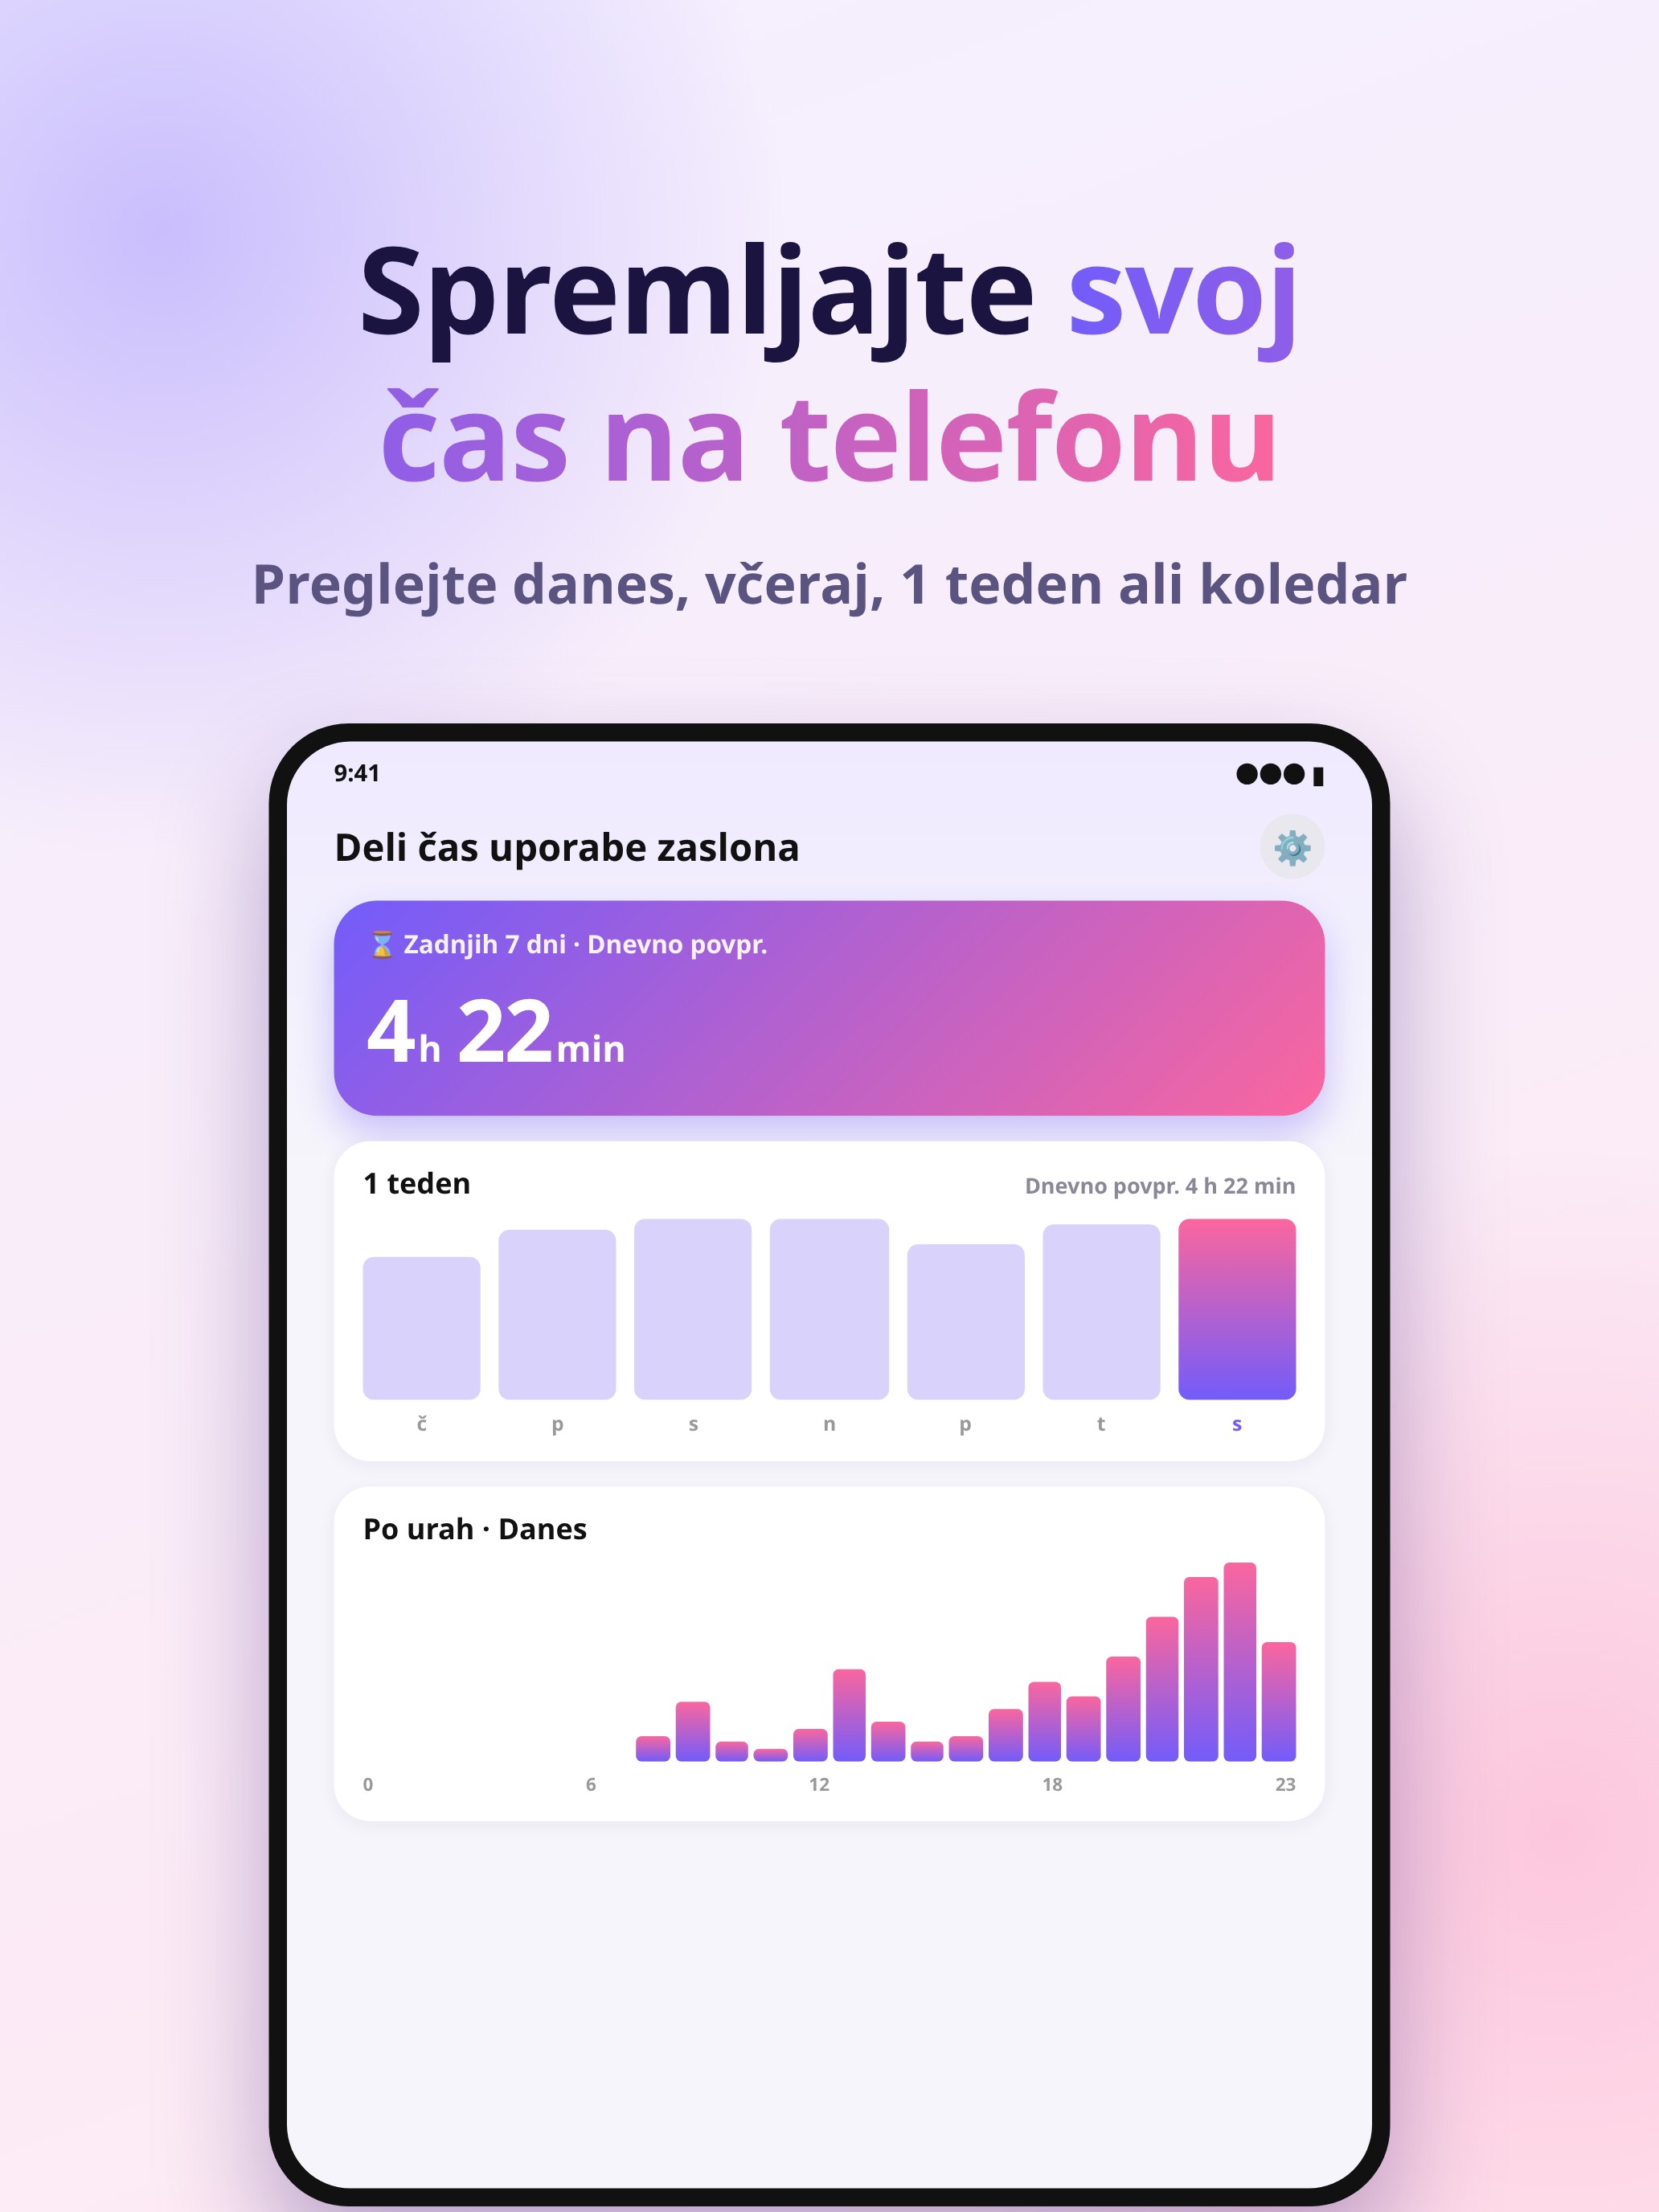 Spremljajte svoj
čas na telefonu
Preglejte danes, včeraj, 1 teden ali koledar
9:41
Deli čas uporabe zaslona
Zadnjih 7 dni · Dnevno povpr.
4h 22min
1 teden
Dnevno povpr. 4 h 22 min
č p s n p t s
Po urah · Danes
0 6 12 18 23